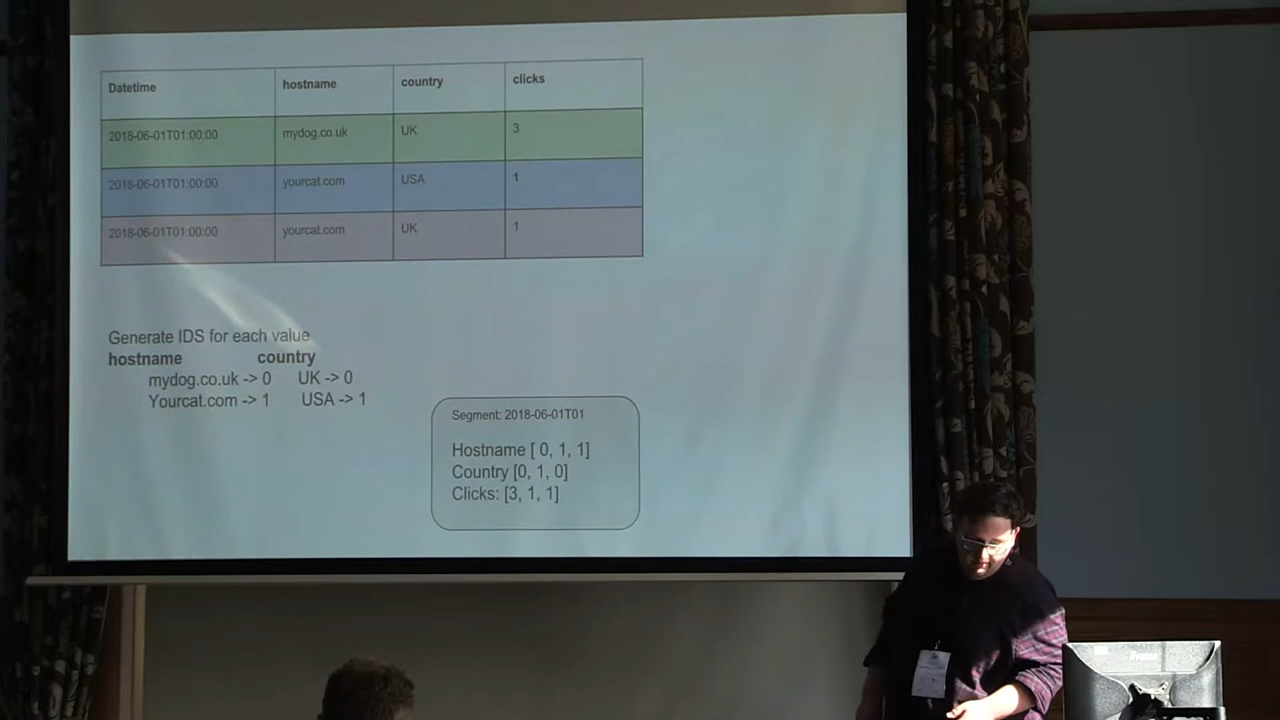 Datetime hostname country clicks
2018-06-01T01:00:00 mydog.co.uk UK 3
2018-06-01T01:00:00 yourcat.com USA 1
2018-06-01T01:00:00 yourcat.com UK 1
Generate IDS for each value
hostname country
mydog.co.uk -> 0 UK -> 0
Yourcat.com -> 1 USA -> 1
Segment: 2018-06-01T01
Hostname [ 0, 1, 1]
Country [0, 1, 0]
Clicks: [3, 1, 1]